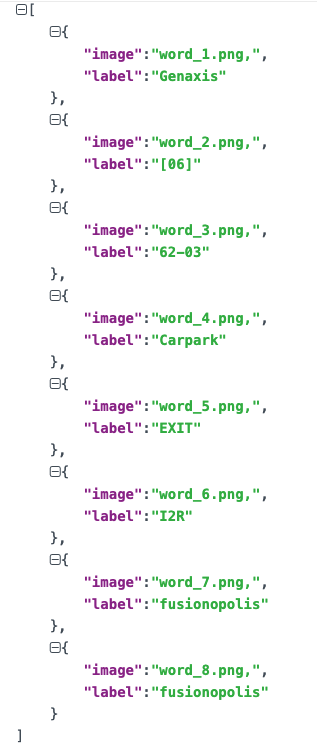 [
{
"image":"word_1.png,",
"label":"Genaxis"
},
{
"image":"word_2.png,",
"label":"[06]"
},
{
"image":"word_3.png,",
"label":"62-03"
},
{
"image":"word_4.png,",
"label":"Carpark"
},
{
"image":"word_5.png,",
"label":"EXIT"
},
{
"image":"word_6.png,",
"label":"I2R"
},
{
"image":"word_7.png,",
"label":"fusionopolis"
},
{
"image":"word_8.png,",
"label":"fusionopolis"
}
]